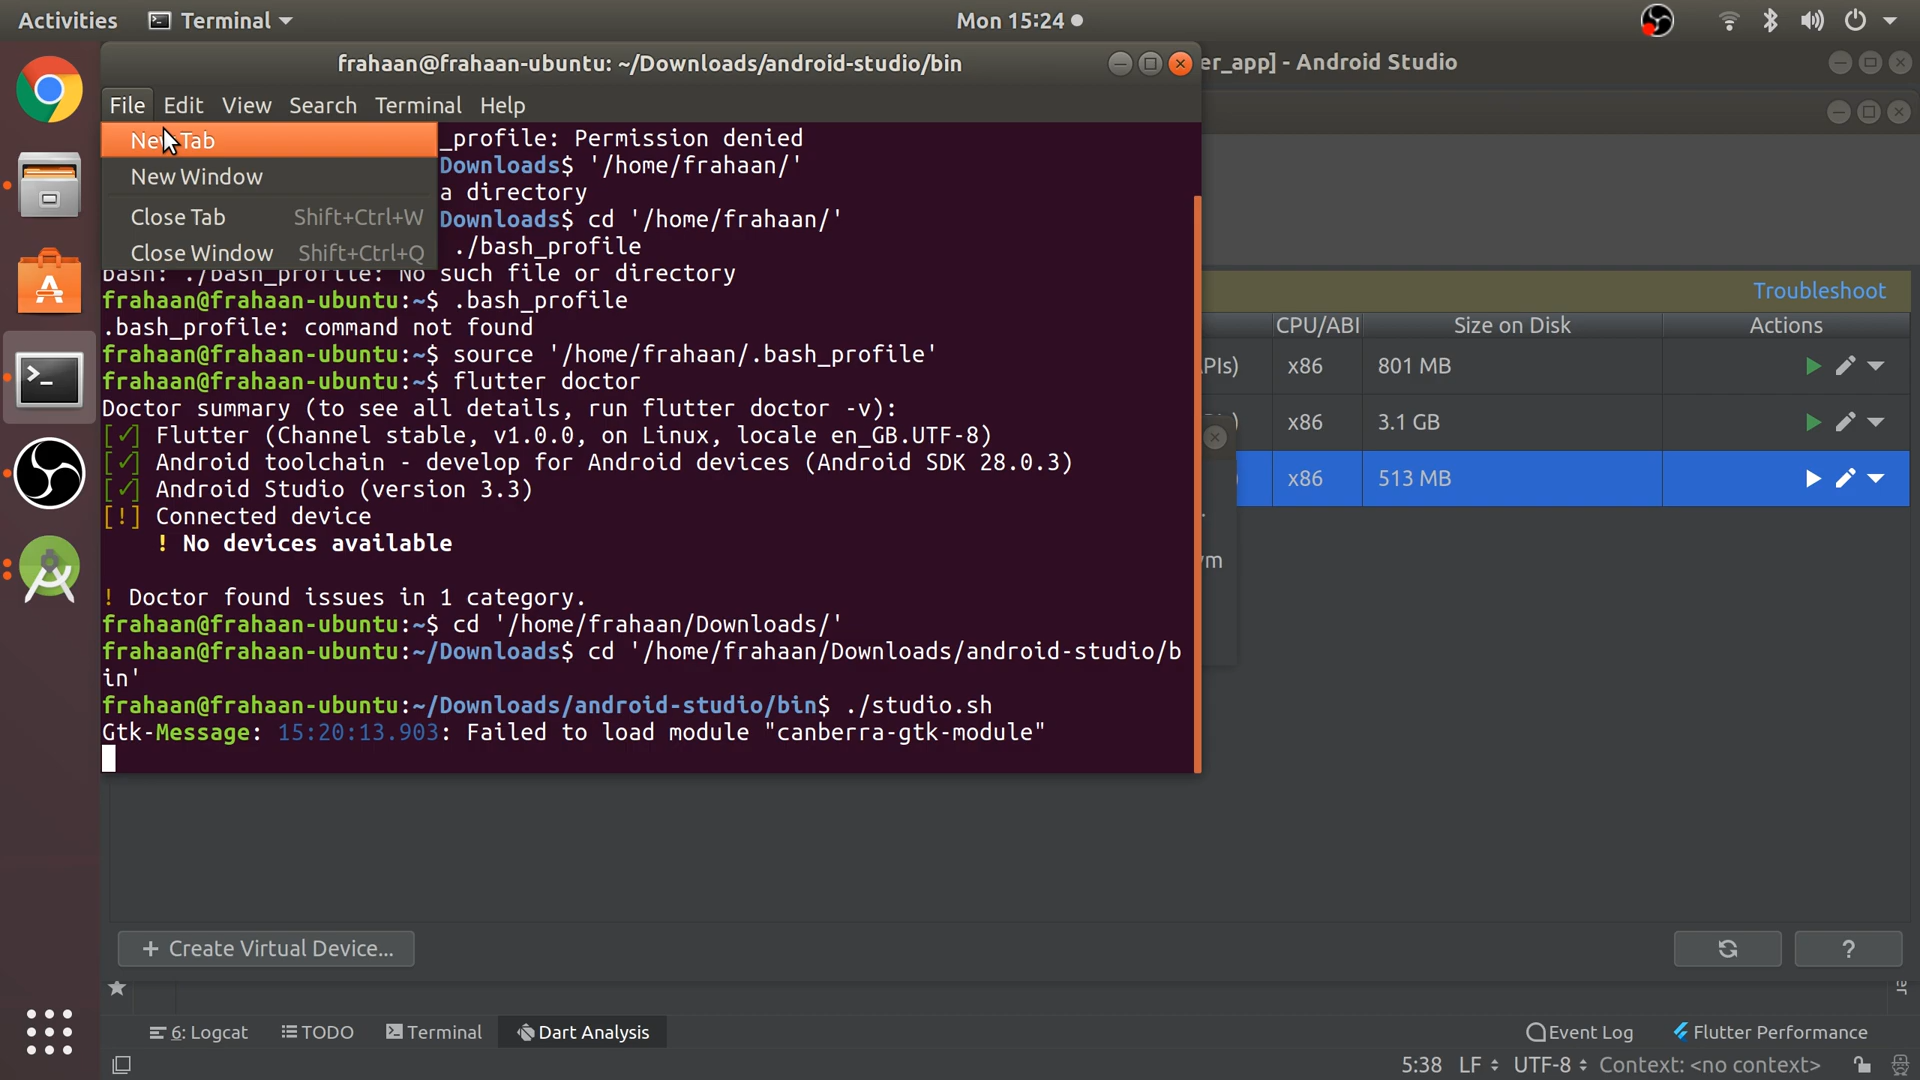 Activities
Terminal
Mon 15:24
frahaan@frahaan-ubuntu: ~/Downloads/android-studio/bin
er_app] - Android Studio
File Edit View Search Terminal Help
New Tab
New Window
Close Tab Shift+Ctrl+W
Close Window Shift+Ctrl+Q
_profile: Permission denied
Downloads$ '/home/frahaan/'
a directory
Downloads$ cd '/home/frahaan/'
./bash_profile
bash: ./bash_profile: No such file or directory
frahaan@frahaan-ubuntu:~$ .bash_profile
.bash_profile: command not found
frahaan@frahaan-ubuntu:~$ source '/home/frahaan/.bash_profile'
frahaan@frahaan-ubuntu:~$ flutter doctor
Doctor summary (to see all details, run flutter doctor -v):
[✓] Flutter (Channel stable, v1.0.0, on Linux, locale en_GB.UTF-8)
[✓] Android toolchain - develop for Android devices (Android SDK 28.0.3)
[✓] Android Studio (version 3.3)
[!] Connected device
! No devices available
! Doctor found issues in 1 category.
frahaan@frahaan-ubuntu:~$ cd '/home/frahaan/Downloads/'
frahaan@frahaan-ubuntu:~/Downloads$ cd '/home/frahaan/Downloads/android-studio/b
in'
frahaan@frahaan-ubuntu:~/Downloads/android-studio/bin$ ./studio.sh
Gtk-Message: 15:20:13.903: Failed to load module "canberra-gtk-module"
Troubleshoot
CPU/ABI Size on Disk Actions
PIs) x86 801 MB
x86 3.1 GB
x86 513 MB
+ Create Virtual Device...
?
6: Logcat TODO Terminal Dart Analysis
Event Log Flutter Performance
5:38 LF UTF-8 Context: <no context>